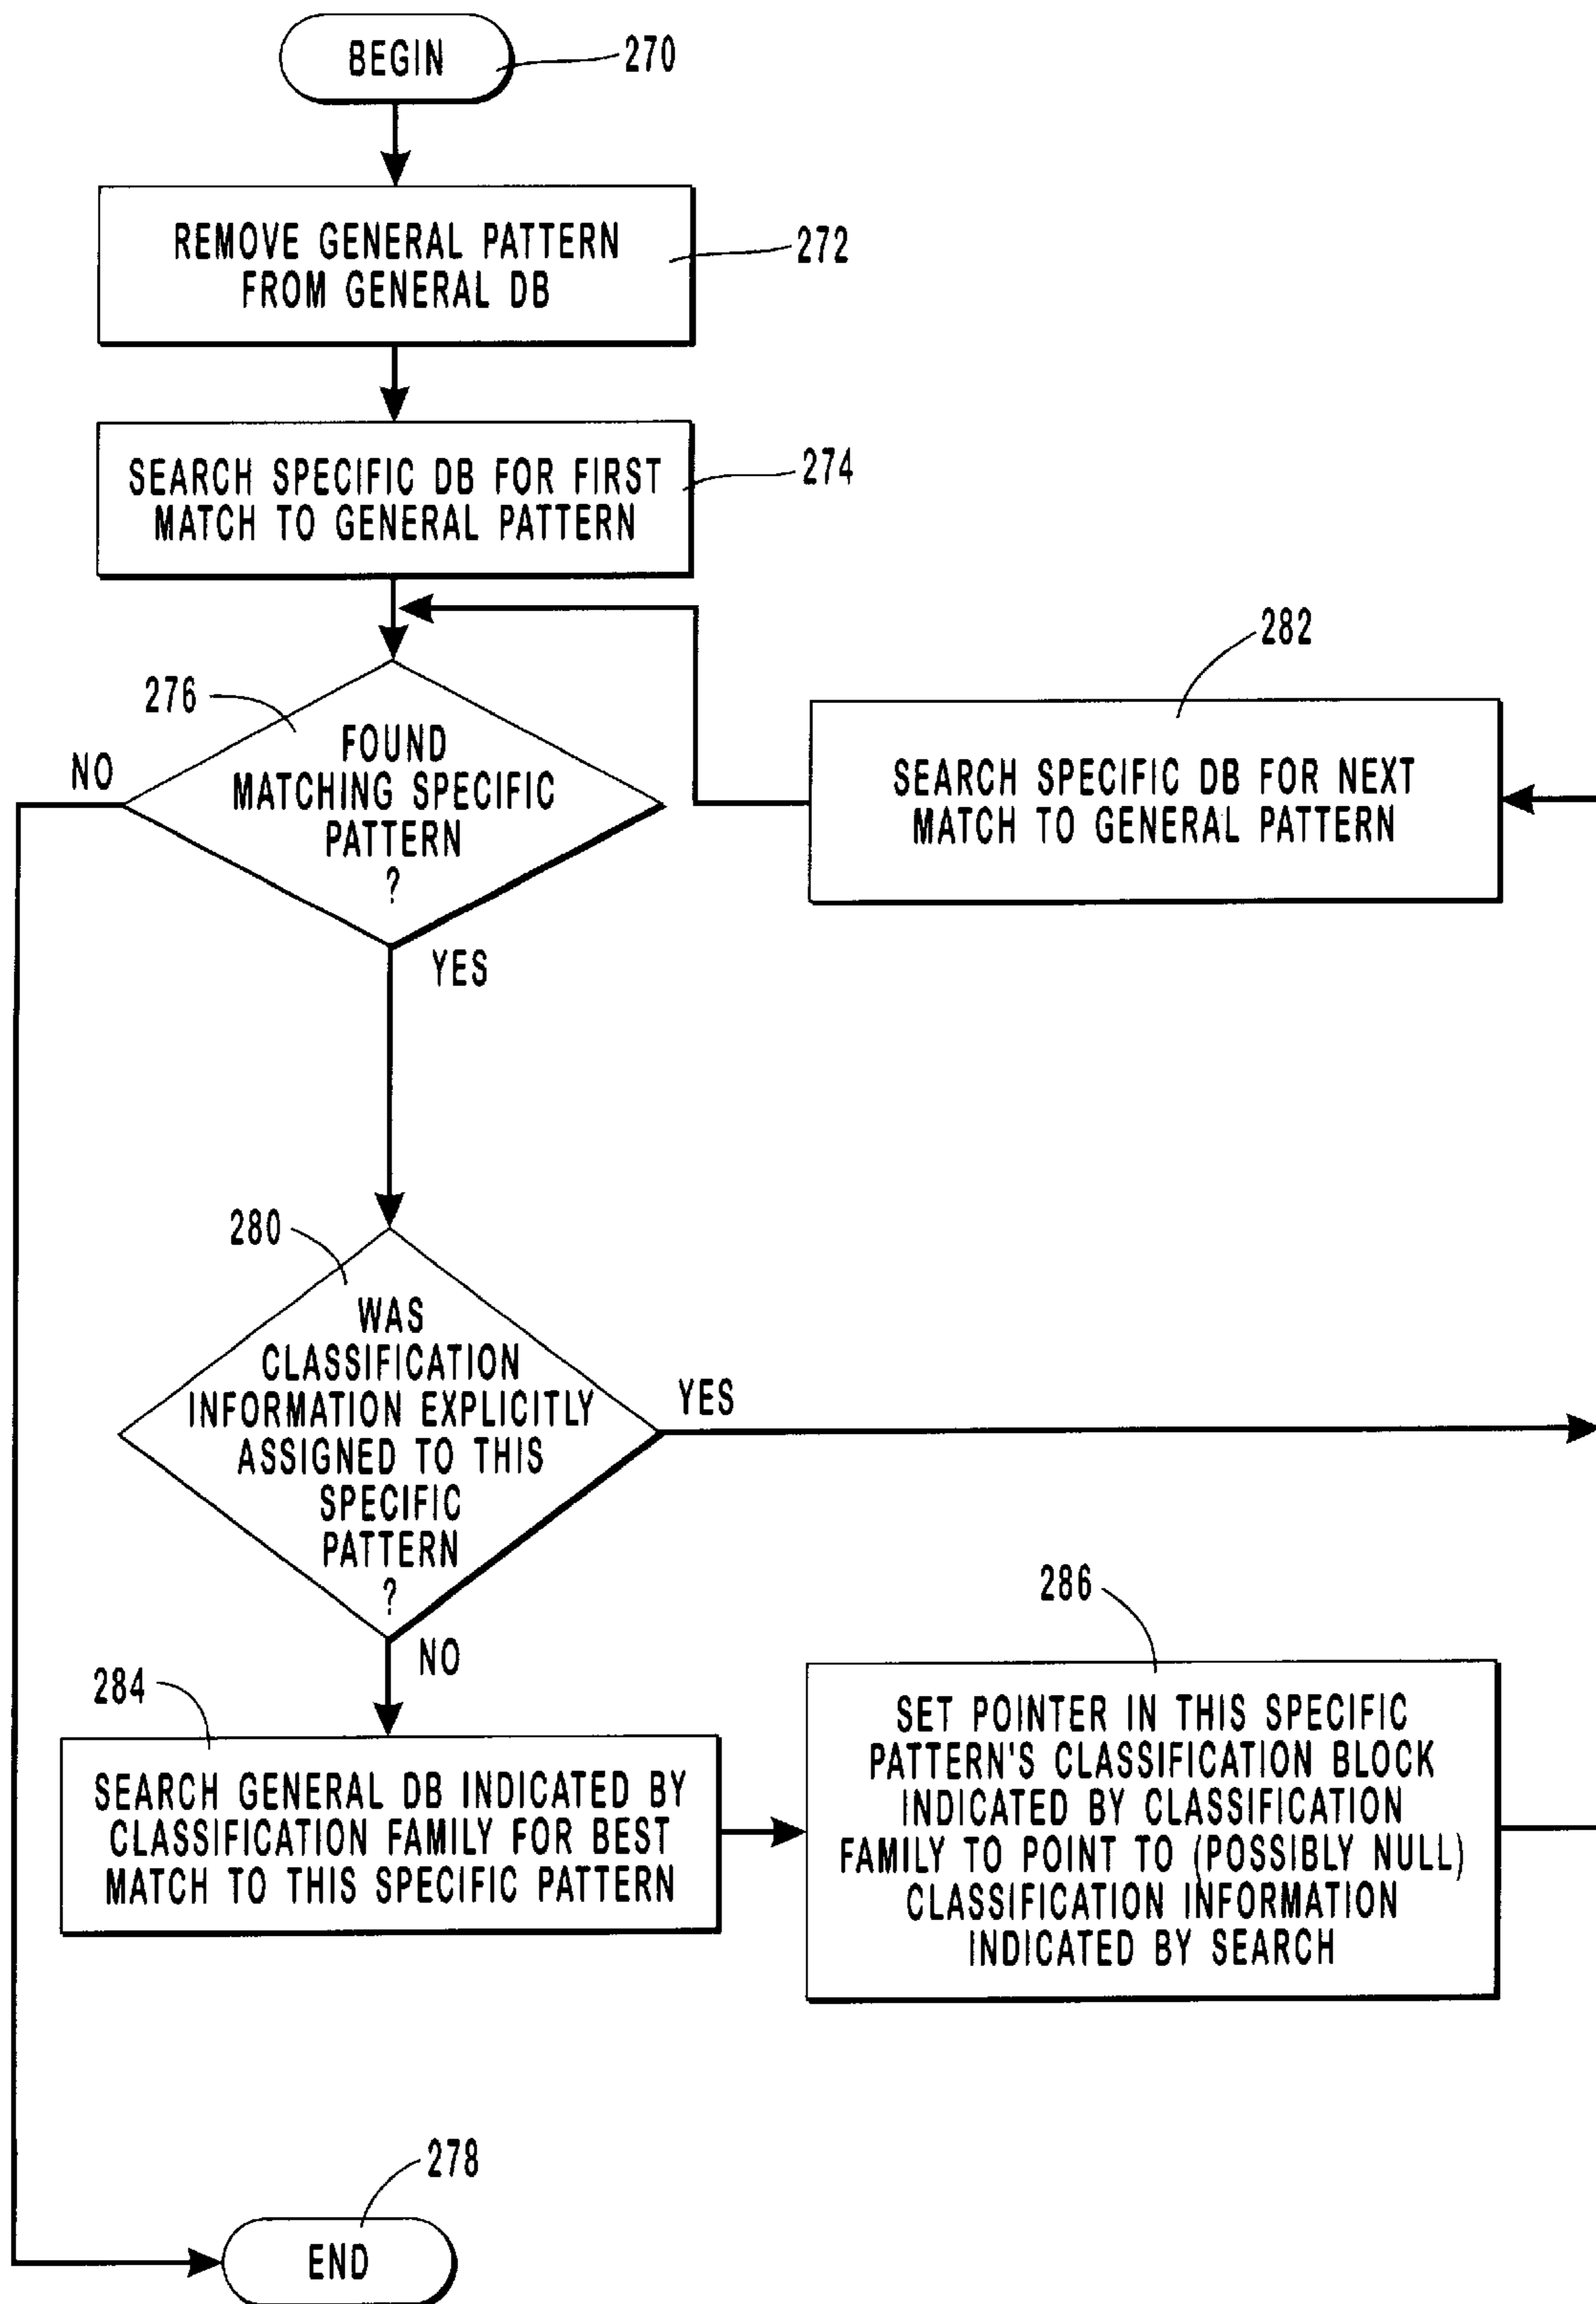 BEGIN
270
REMOVE GENERAL PATTERN
FROM GENERAL DB
272
SEARCH SPECIFIC DB FOR FIRST
MATCH TO GENERAL PATTERN
274
276
NO
FOUND
MATCHING SPECIFIC
PATTERN
?
YES
282
SEARCH SPECIFIC DB FOR NEXT
MATCH TO GENERAL PATTERN
280
WAS
CLASSIFICATION
INFORMATION EXPLICITLY
ASSIGNED TO THIS
SPECIFIC
PATTERN
?
YES
NO
284
SEARCH GENERAL DB INDICATED BY
CLASSIFICATION FAMILY FOR BEST
MATCH TO THIS SPECIFIC PATTERN
286
SET POINTER IN THIS SPECIFIC
PATTERN'S CLASSIFICATION BLOCK
INDICATED BY CLASSIFICATION
FAMILY TO POINT TO (POSSIBLY NULL)
CLASSIFICATION INFORMATION
INDICATED BY SEARCH
278
END